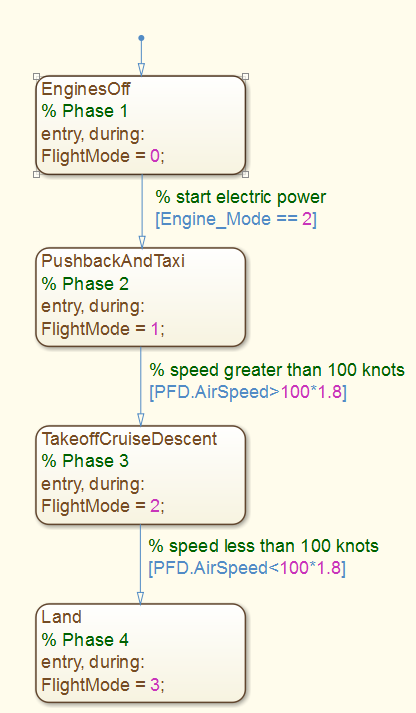 EnginesOff
% Phase 1
entry, during:
FlightMode = 0;
% start electric power
[Engine_Mode == 2]
PushbackAndTaxi
% Phase 2
entry, during:
FlightMode = 1;
% speed greater than 100 knots
[PFD.AirSpeed>100*1.8]
TakeoffCruiseDescent
% Phase 3
entry, during:
FlightMode = 2;
% speed less than 100 knots
[PFD.AirSpeed<100*1.8]
Land
% Phase 4
entry, during:
FlightMode = 3;